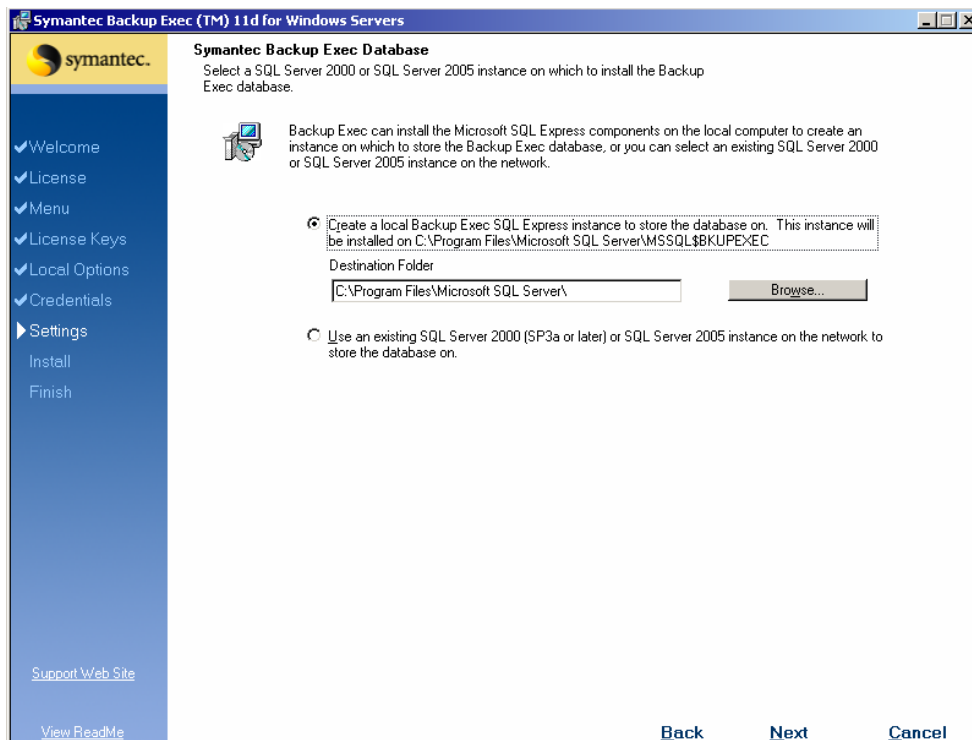 Symantec Backup Exec (TM) 11d for Windows Servers
symantec.
Welcome
License
Menu
License Keys
Local Options
Credentials
Settings
Install
Finish
Support Web Site
View ReadMe
Symantec Backup Exec Database
Select a SQL Server 2000 or SQL Server 2005 instance on which to install the Backup
Exec database.
Backup Exec can install the Microsoft SQL Express components on the local computer to create an
instance on which to store the Backup Exec database, or you can select an existing SQL Server 2000
or SQL Server 2005 instance on the network.
Create a local Backup Exec SQL Express instance to store the database on.  This instance will
be installed on C:\Program Files\Microsoft SQL Server\MSSQL$BKUPEXEC
Destination Folder
C:\Program Files\Microsoft SQL Server\
Browse...
Use an existing SQL Server 2000 (SP3a or later) or SQL Server 2005 instance on the network to
store the database on.
Back Next Cancel